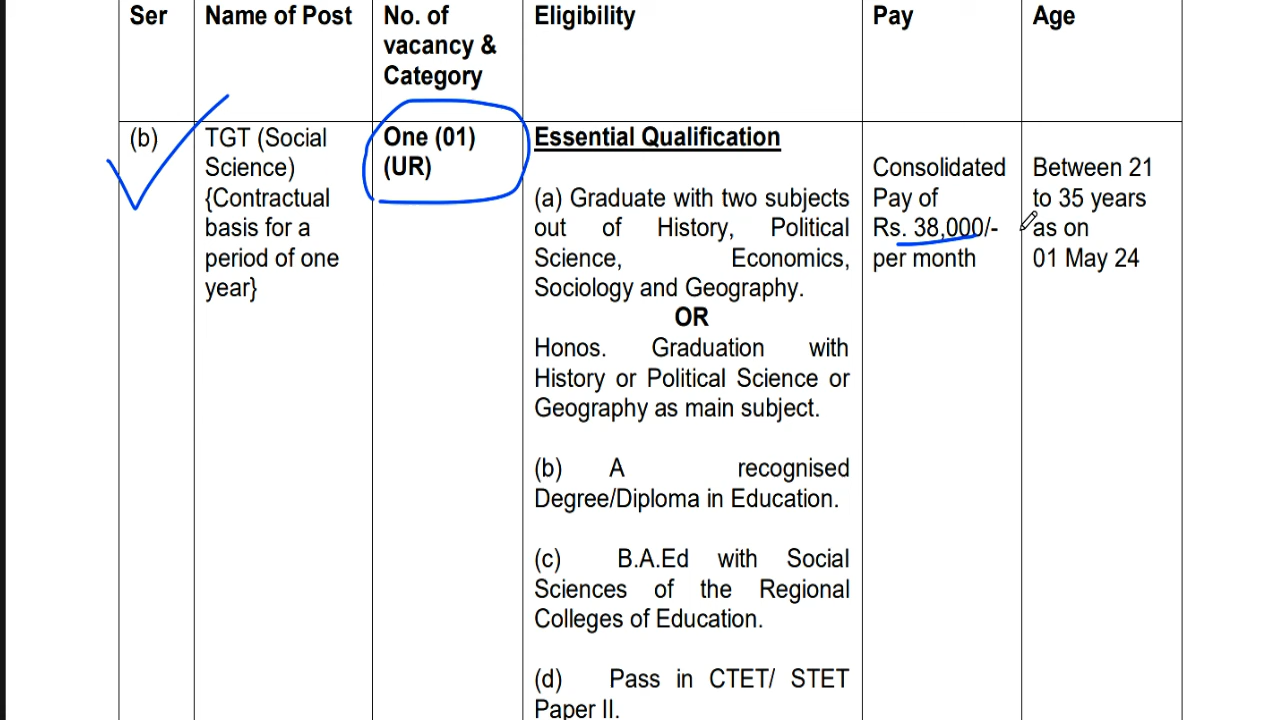 Ser
Name of Post
No. of
vacancy &
Category
Eligibility
Pay
Age
(b)
TGT (Social
Science)
{Contractual
basis for a
period of one
year}
One (01)
(UR)
Essential Qualification
(a) Graduate with two subjects
out of History, Political
Science, Economics,
Sociology and Geography.
OR
Honos. Graduation with
History or Political Science or
Geography as main subject.
(b) A recognised
Degree/Diploma in Education.
(c) B.A.Ed with Social
Sciences of the Regional
Colleges of Education.
(d) Pass in CTET/ STET
Paper II.
Consolidated
Pay of
Rs. 38,000/-
per month
Between 21
to 35 years
as on
01 May 24